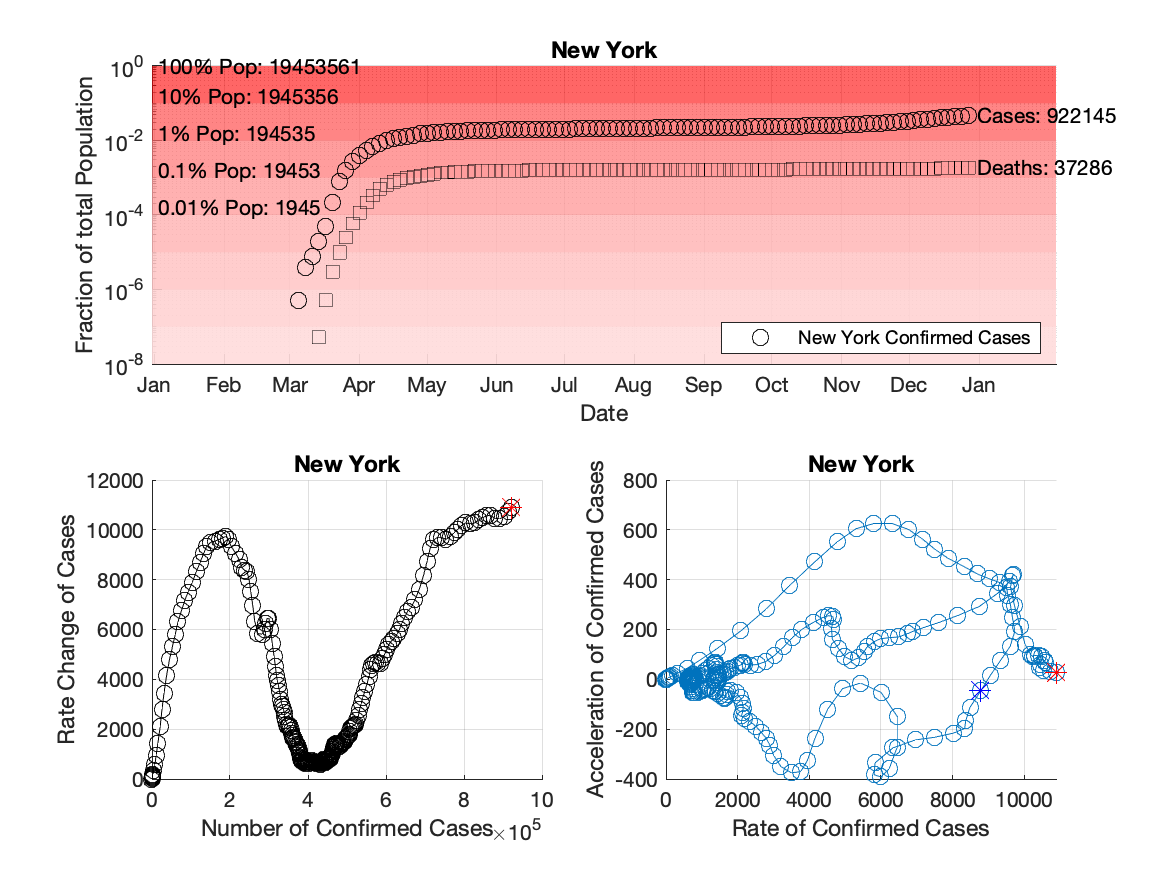 New York
Fraction of total Population
10^0
10^-2
10^-4
10^-6
10^-8
100% Pop: 19453561
10% Pop: 1945356
1% Pop: 194535
0.1% Pop: 19453
0.01% Pop: 1945
Cases: 922145
Deaths: 37286
New York Confirmed Cases
Jan Feb Mar Apr May Jun Jul Aug Sep Oct Nov Dec Jan
Date
New York
Rate Change of Cases
12000
10000
8000
6000
4000
2000
0
0 2 4 6 8 10
Number of Confirmed Cases ×10^5
New York
Acceleration of Confirmed Cases
800
600
400
200
0
-200
-400
0 2000 4000 6000 8000 10000
Rate of Confirmed Cases